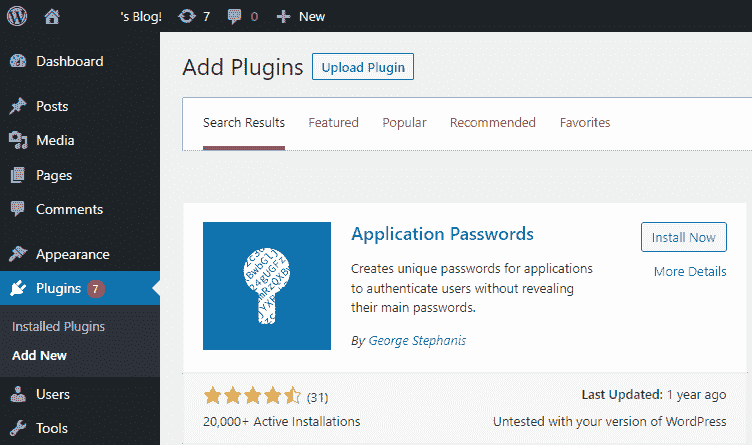 's Blog! 7 0 New
Dashboard
Posts
Media
Pages
Comments
Appearance
Plugins 7
Installed Plugins
Add New
Users
Tools
Add Plugins Upload Plugin
Search Results Featured Popular Recommended Favorites
Application Passwords
Install Now
More Details
Creates unique passwords for applications
to authenticate users without revealing
their main passwords.
By George Stephanis
(31)
20,000+ Active Installations
Last Updated: 1 year ago
Untested with your version of WordPress